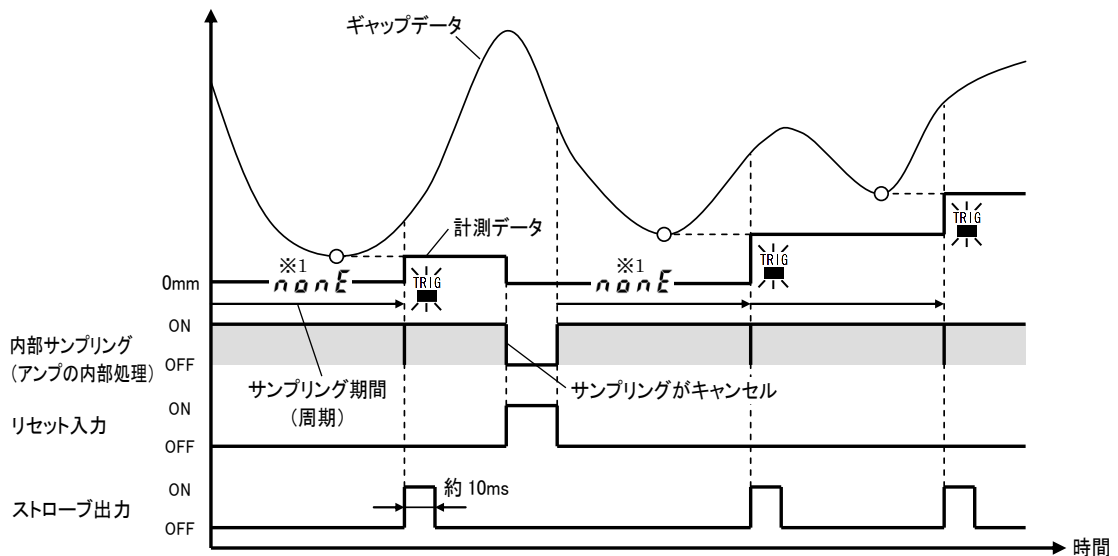 ギャップデータ
計測データ
※1
nonE
TRIG
※1
nonE
TRIG
TRIG
0mm
ON
内部サンプリング
(アンプの内部処理)
OFF
サンプリング期間
(周期)
サンプリングがキャンセル
ON
リセット入力
OFF
ON
約 10ms
ストローブ出力
OFF
時間